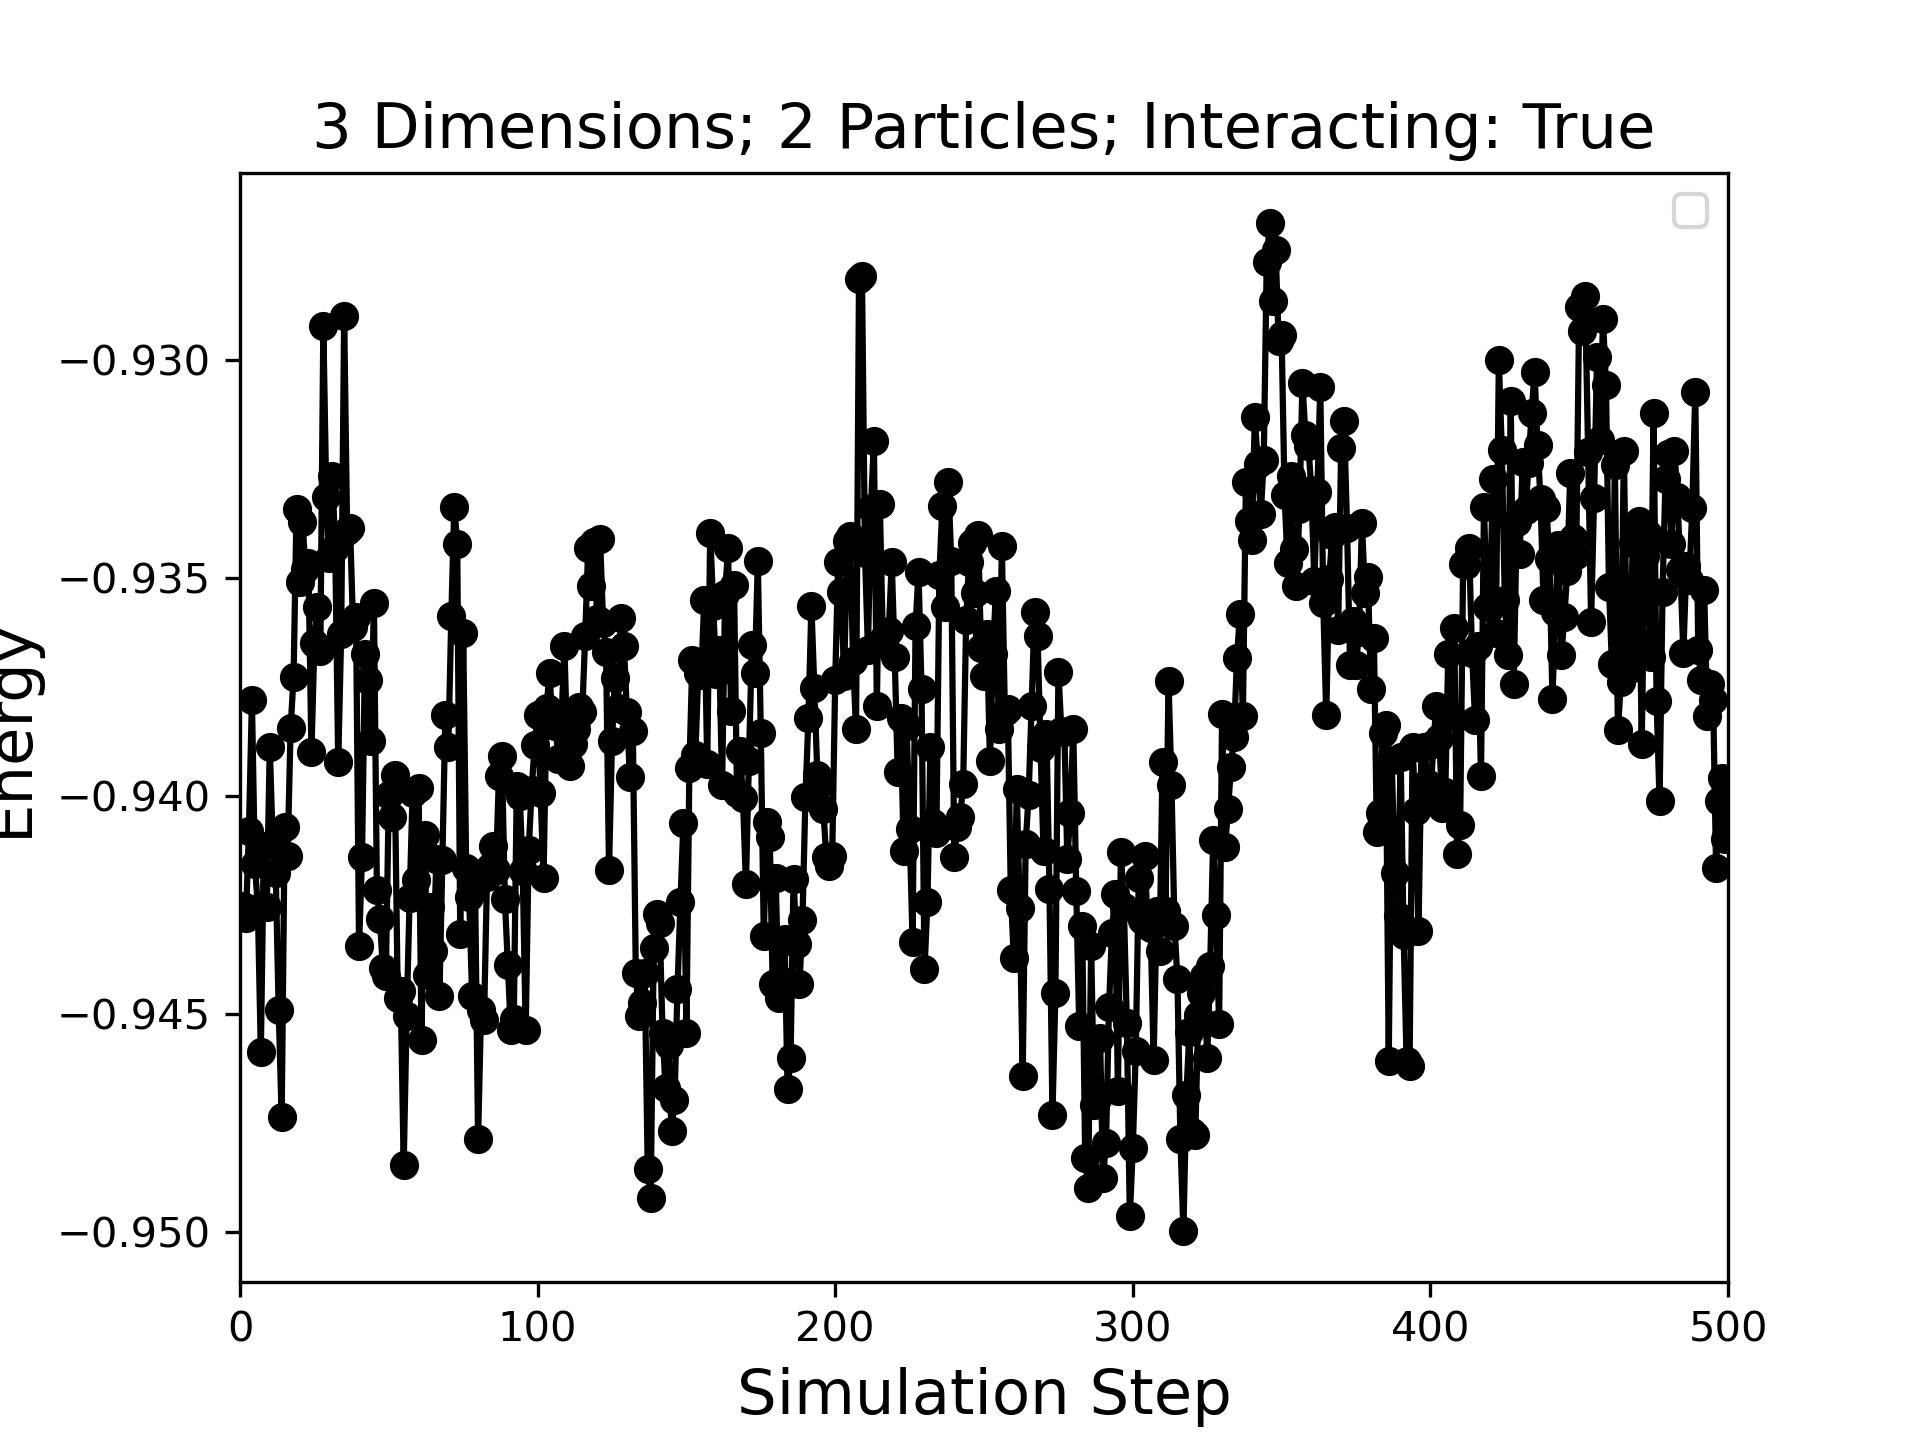 3 Dimensions; 2 Particles; Interacting: True
Energy
−0.930
−0.935
−0.940
−0.945
−0.950
0 100 200 300 400 500
Simulation Step